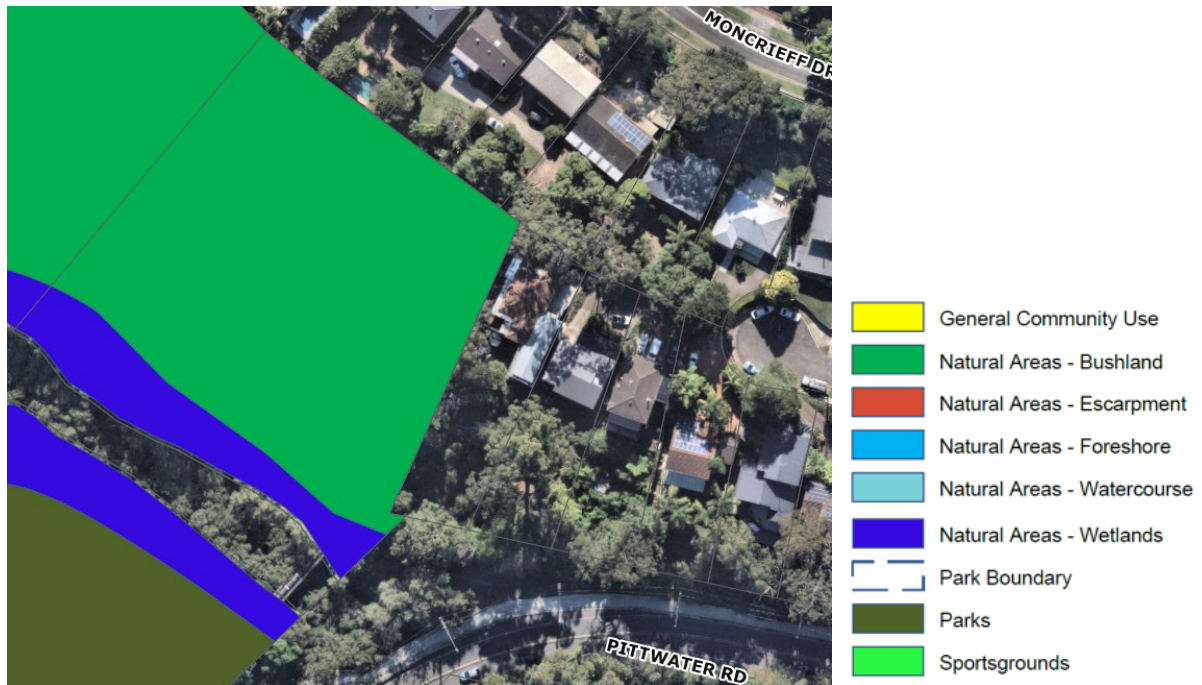 MONCRIEFF DR
PITTWATER RD
General Community Use
Natural Areas - Bushland
Natural Areas - Escarpment
Natural Areas - Foreshore
Natural Areas - Watercourse
Natural Areas - Wetlands
Park Boundary
Parks
Sportsgrounds